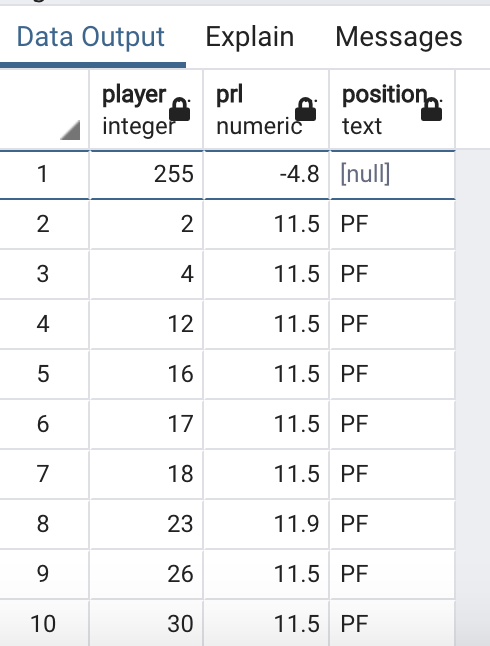 Data Output Explain Messages
player prl position
integer numeric text
1 255 -4.8 [null]
2 2 11.5 PF
3 4 11.5 PF
4 12 11.5 PF
5 16 11.5 PF
6 17 11.5 PF
7 18 11.5 PF
8 23 11.9 PF
9 26 11.5 PF
10 30 11.5 PF